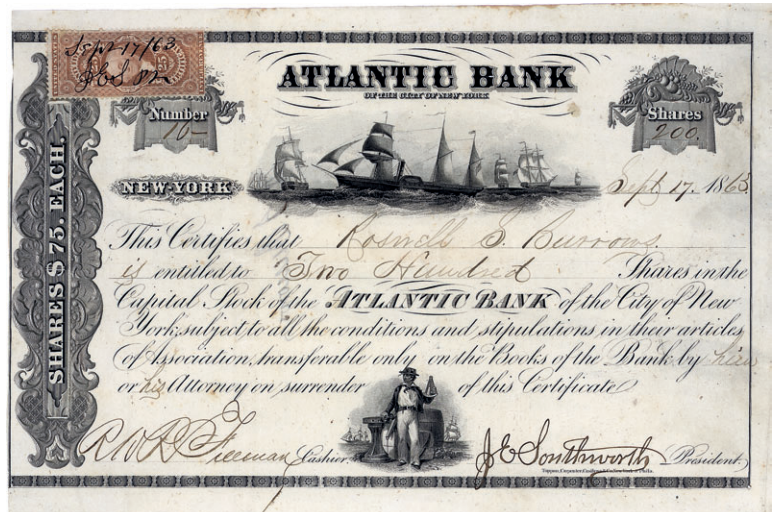 Sept 17/63
J.E.S. Pr
ATLANTIC BANK
OF THE CITY OF NEW YORK
Number
16
Shares
200.
NEW-YORK
Sept 17. 1863
SHARES $75. EACH.
This Certifies that Roswell S. Burrows
is entitled to Two Hundred Shares in the
Capital Stock of the ATLANTIC BANK of the City of New
York, subject to all the conditions and stipulations, in their articles
of Association, transferable only on the Books of the Bank by him
or his Attorney on surrender of this Certificate
Freeman Cashier,
J E Southworth President.